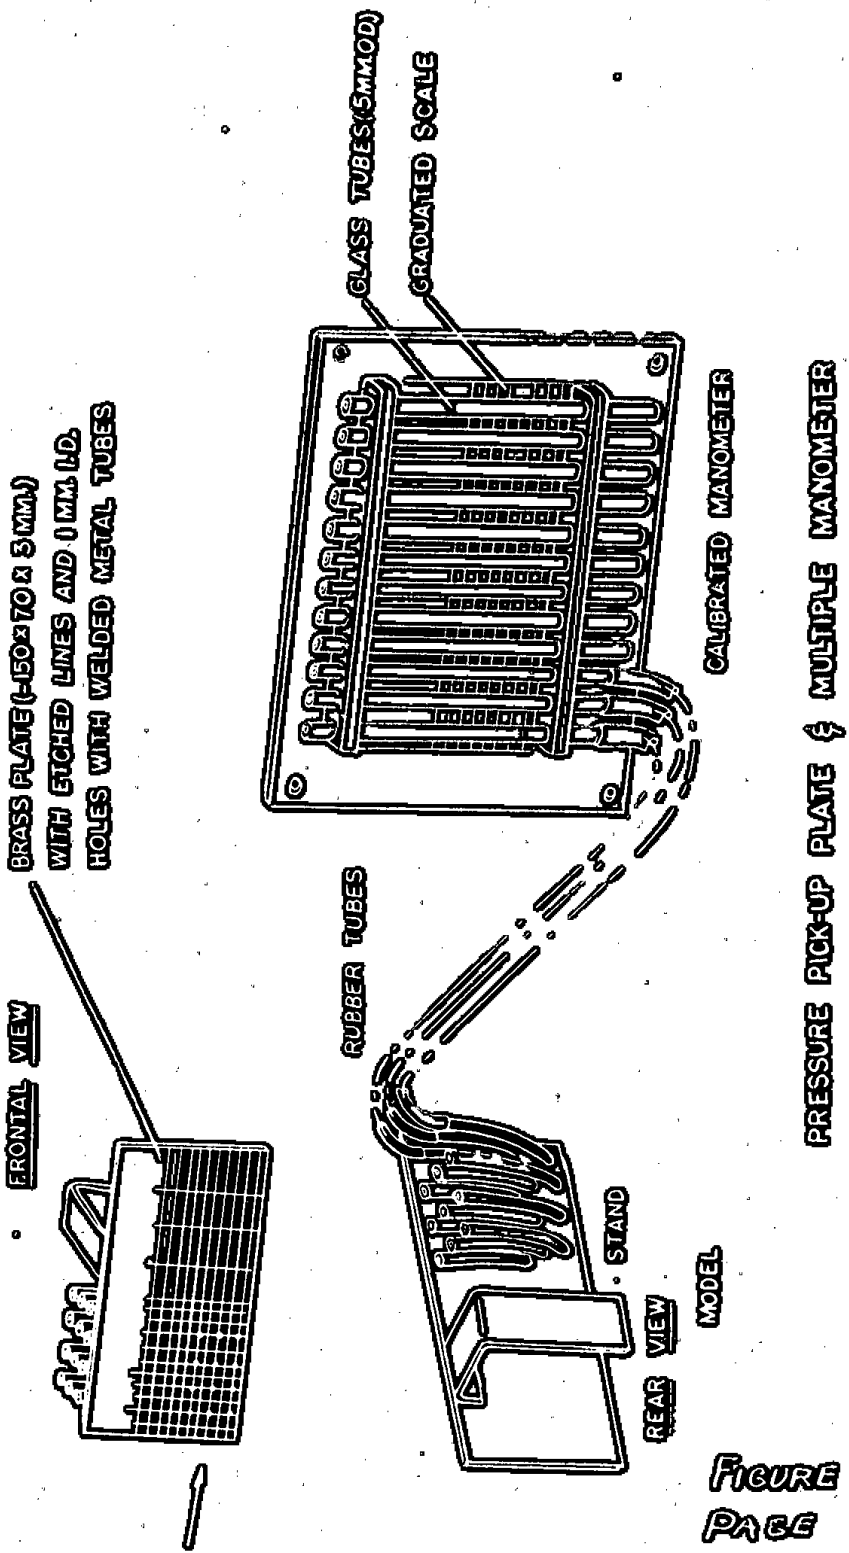 FRONTAL VIEW
BRASS PLATE (-150×70×3 MM.)
WITH ETCHED LINES AND 1 MM. I.D.
HOLES WITH WELDED METAL TUBES
GLASS TUBES (5MMOD)
GRADUATED SCALE
RUBBER TUBES
STAND
REAR VIEW
MODEL
CALIBRATED MANOMETER
PRESSURE PICK-UP PLATE & MULTIPLE MANOMETER
FIGURE
PAGE